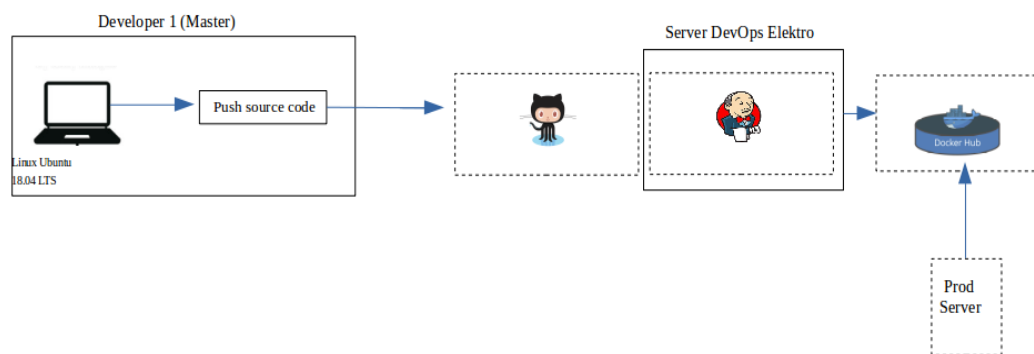 Developer 1 (Master)
Server DevOps Elektro
Push source code
Docker Hub
Linux Ubuntu
18.04 LTS
Prod
Server